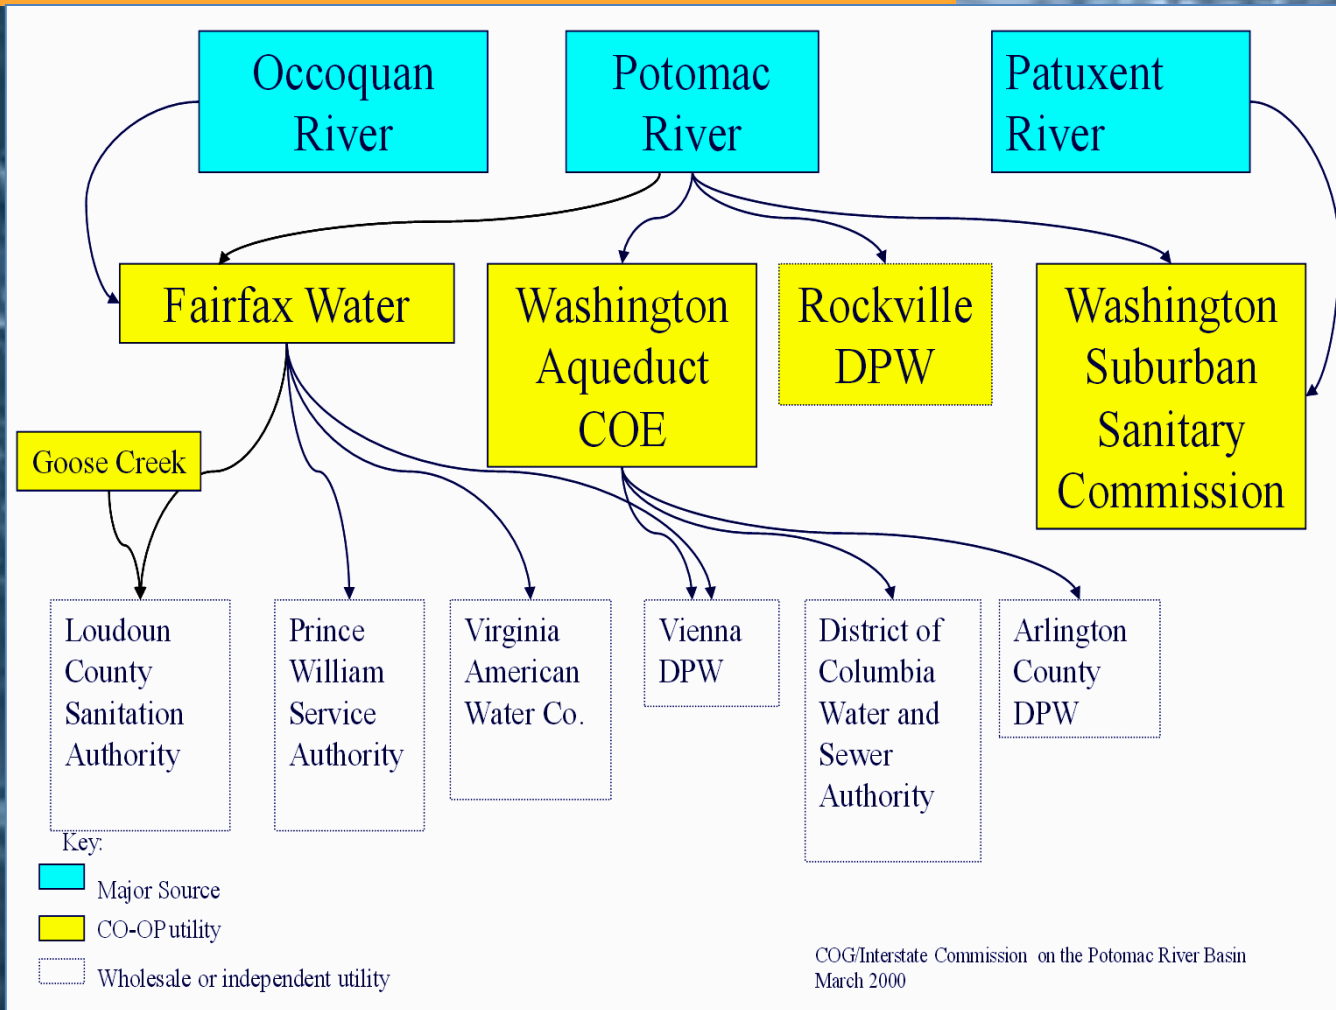 Occoquan
River
Potomac
River
Patuxent
River
Fairfax Water
Washington
Aqueduct
COE
Rockville
DPW
Washington
Suburban
Sanitary
Commission
Goose Creek
Loudoun
County
Sanitation
Authority
Prince
William
Service
Authority
Virginia
American
Water Co.
Vienna
DPW
District of
Columbia
Water and
Sewer
Authority
Arlington
County
DPW
Key:
Major Source
CO-OP utility
Wholesale or independent utility
COG/Interstate Commission on the Potomac River Basin
March 2000